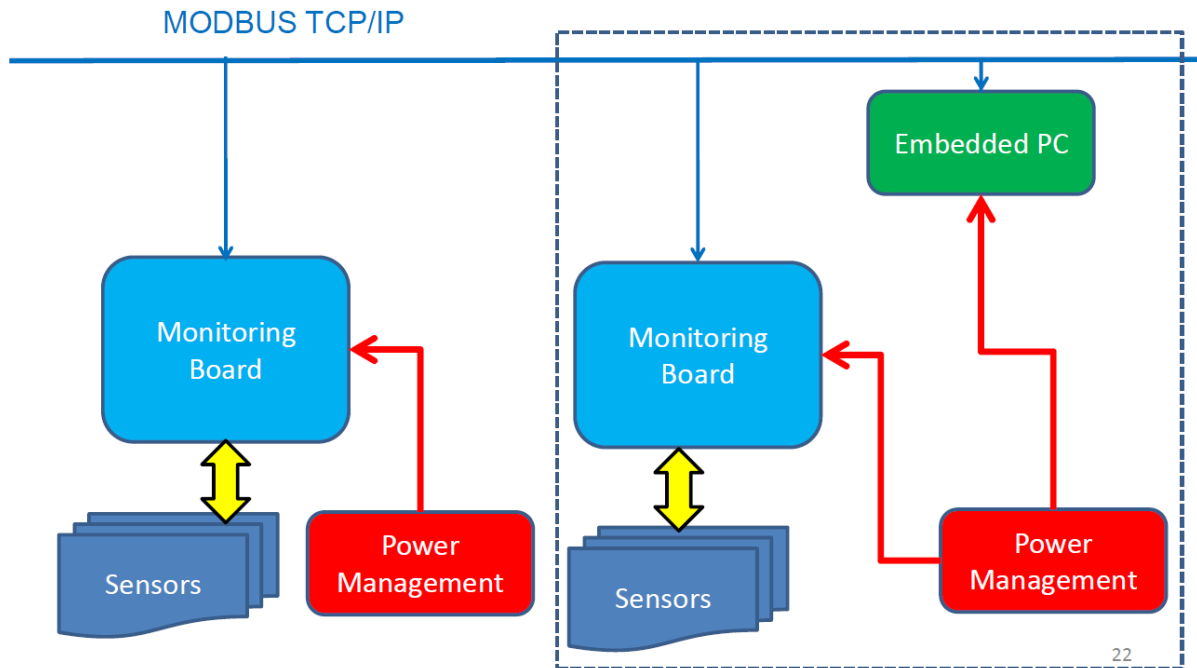 MODBUS TCP/IP
Embedded PC
Monitoring
Board
Monitoring
Board
Sensors
Power
Management
Sensors
Power
Management
22